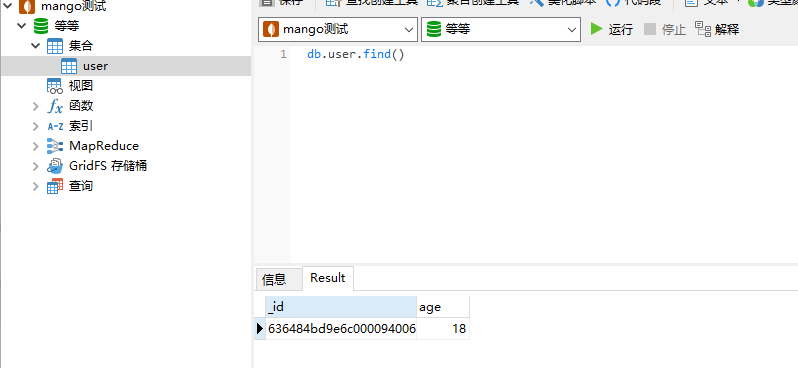 mango测试
等等
集合
user
视图
函数
索引
MapReduce
GridFS 存储桶
查询
mango测试 等等 运行 停止 解释
1 db.user.find()
信息 Result
_id age
636484bd9e6c000094006 18